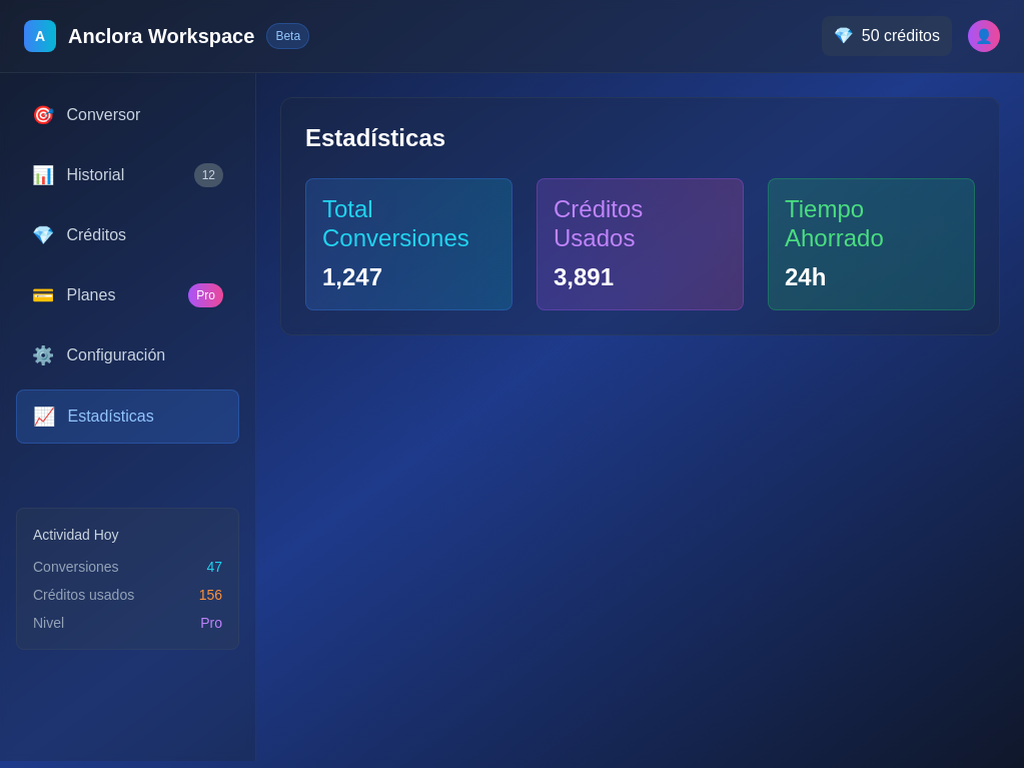 A Anclora Workspace Beta
50 créditos
Conversor
Historial 12
Créditos
Planes Pro
Configuración
Estadísticas
Actividad Hoy
Conversiones 47
Créditos usados 156
Nivel Pro
Estadísticas
Total
Conversiones
1,247
Créditos
Usados
3,891
Tiempo
Ahorrado
24h